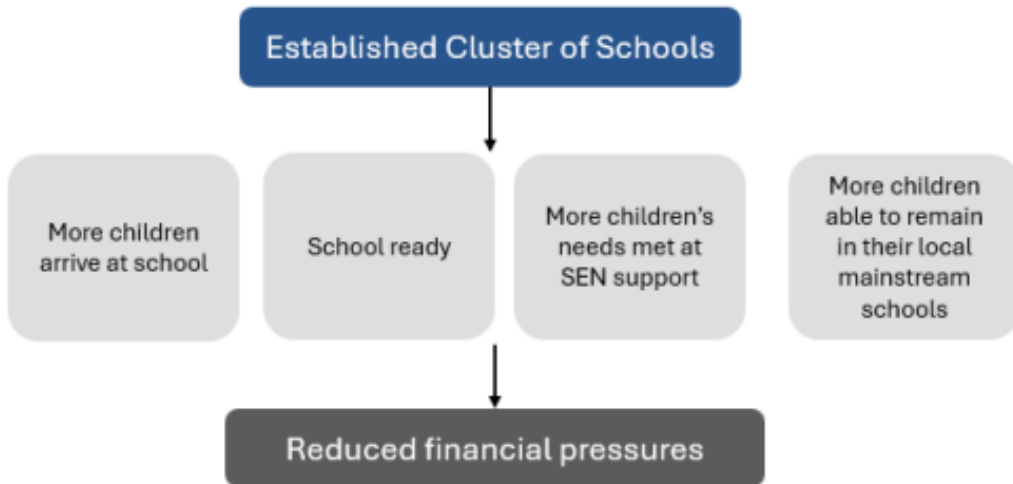 Established Cluster of Schools
More children
arrive at school
School ready
More children’s
needs met at
SEN support
More children
able to remain
in their local
mainstream
schools
Reduced financial pressures